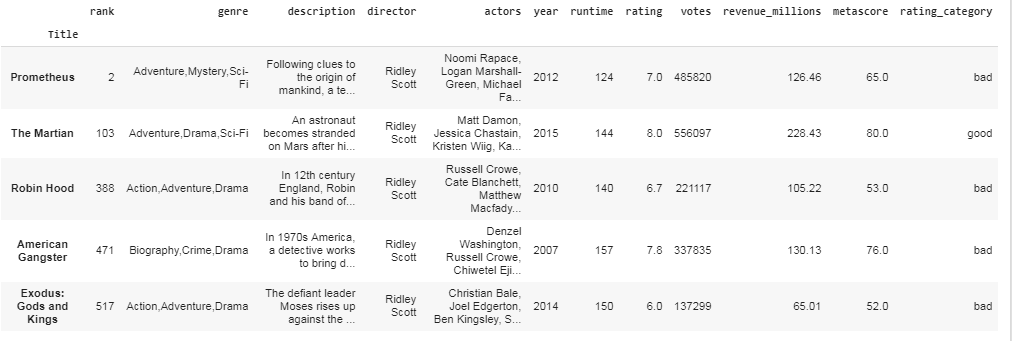 rank genre description director actors year runtime rating votes revenue_millions metascore rating_category
Title
Prometheus 2 Adventure,Mystery,Sci-Fi Following clues to the origin of mankind, a te... Ridley Scott Noomi Rapace, Logan Marshall-Green, Michael Fa... 2012 124 7.0 485820 126.46 65.0 bad
The Martian 103 Adventure,Drama,Sci-Fi An astronaut becomes stranded on Mars after hi... Ridley Scott Matt Damon, Jessica Chastain, Kristen Wiig, Ka... 2015 144 8.0 556097 228.43 80.0 good
Robin Hood 388 Action,Adventure,Drama In 12th century England, Robin and his band of... Ridley Scott Russell Crowe, Cate Blanchett, Matthew Macfady... 2010 140 6.7 221117 105.22 53.0 bad
American Gangster 471 Biography,Crime,Drama In 1970s America, a detective works to bring d... Ridley Scott Denzel Washington, Russell Crowe, Chiwetel Eji... 2007 157 7.8 337835 130.13 76.0 bad
Exodus: Gods and Kings 517 Action,Adventure,Drama The defiant leader Moses rises up against the ... Ridley Scott Christian Bale, Joel Edgerton, Ben Kingsley, S... 2014 150 6.0 137299 65.01 52.0 bad